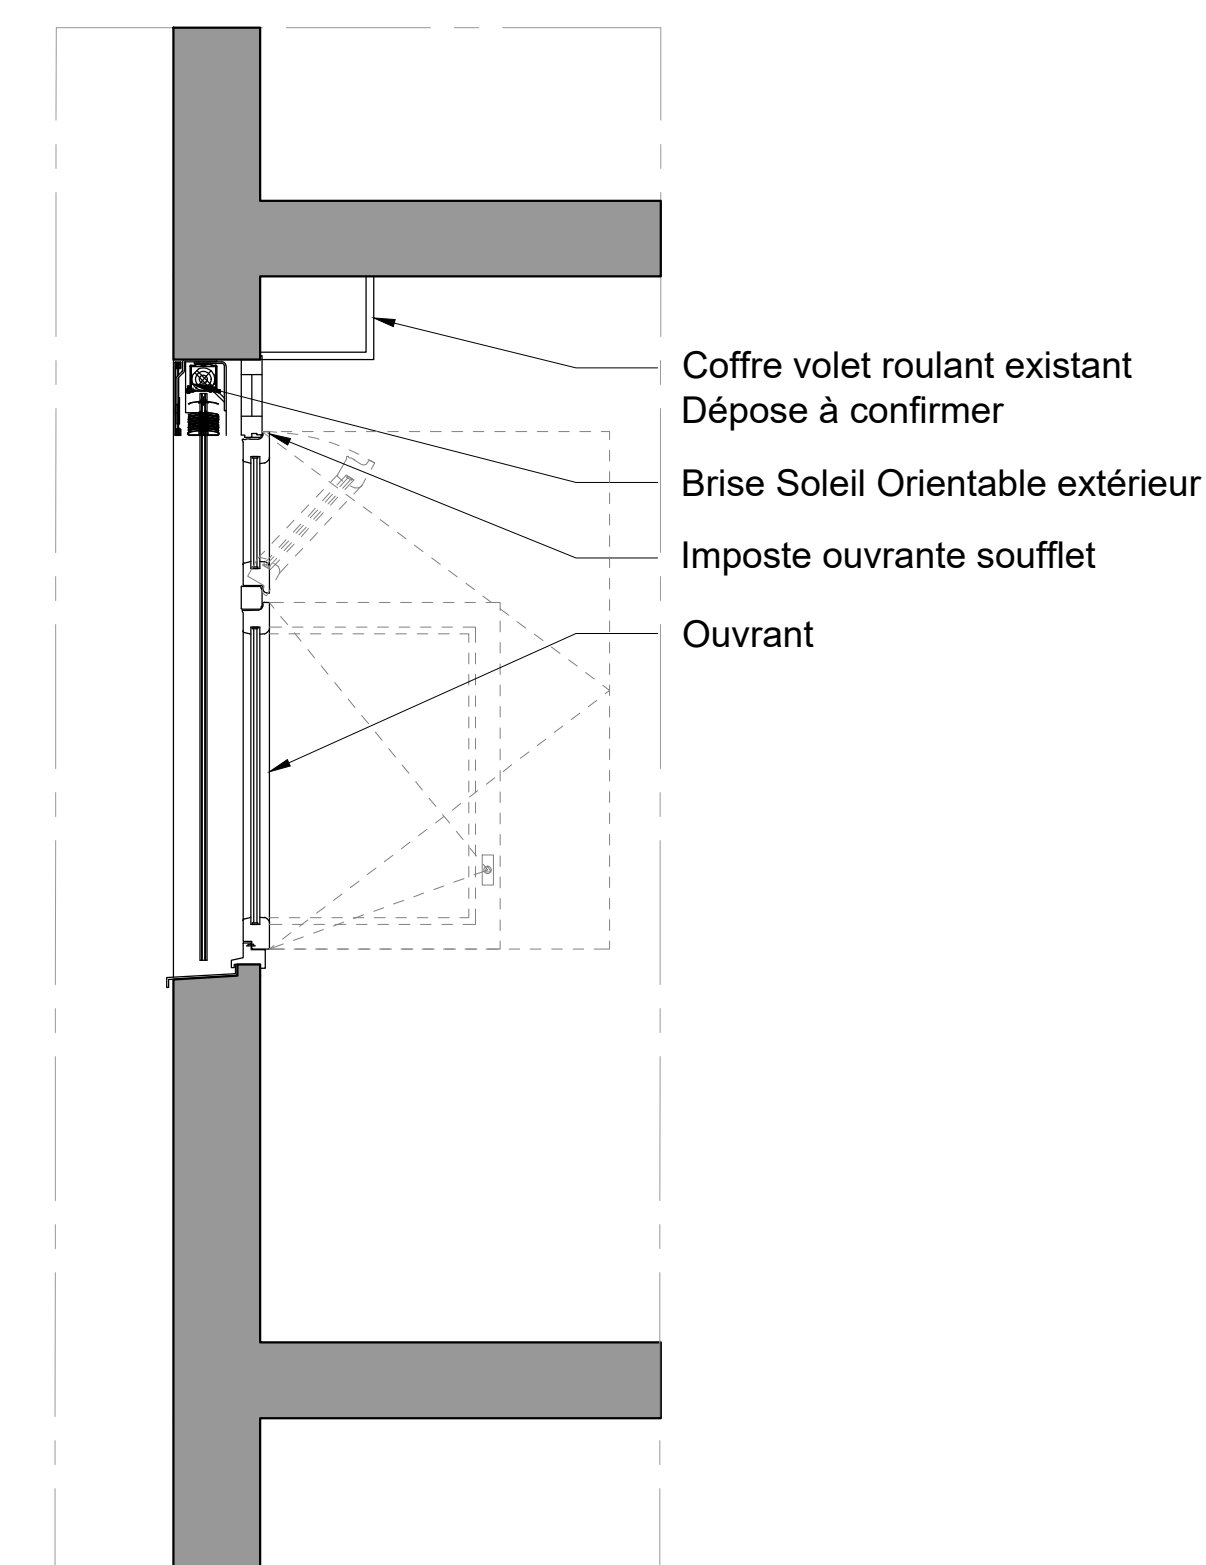 Coffre volet roulant existant
Dépose à confirmer
Brise Soleil Orientable extérieur
Imposte ouvrante soufflet
Ouvrant